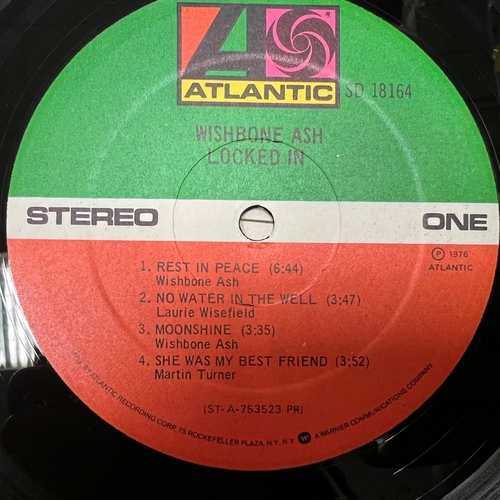 ATLANTIC
SD 18164
WISHBONE ASH
LOCKED IN
STEREO
ONE
℗ 1976
ATLANTIC
1. REST IN PEACE (6:44)
Wishbone Ash
2. NO WATER IN THE WELL (3:47)
Laurie Wisefield
3. MOONSHINE (3:35)
Wishbone Ash
4. SHE WAS MY BEST FRIEND (3:52)
Martin Turner
(ST-A-763523 PR)
BY ATLANTIC RECORDING CORP. 75 ROCKEFELLER PLAZA, N.Y., N.Y. A WARNER COMMUNICATIONS COMPANY